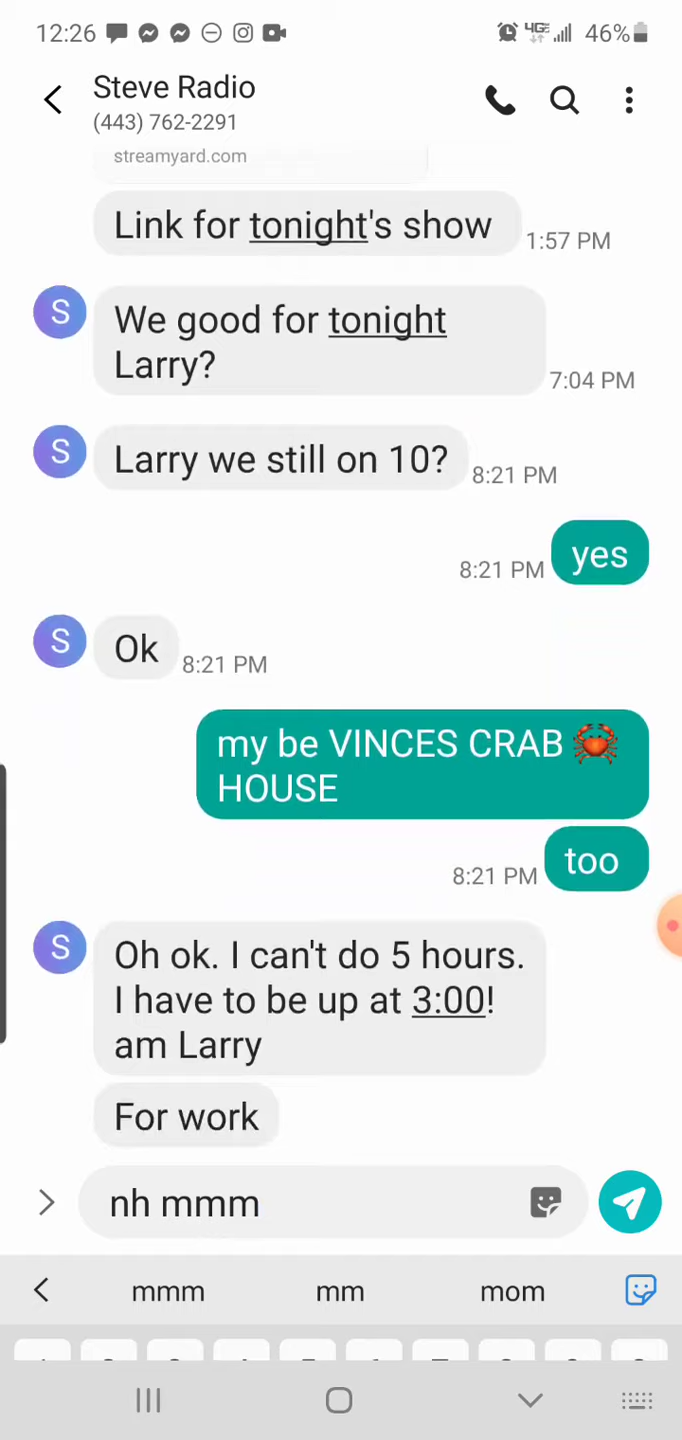 12:26
4GE 46%
Steve Radio
(443) 762-2291
streamyard.com
Link for tonight's show
1:57 PM
S
We good for tonight
Larry?
7:04 PM
S
Larry we still on 10?
8:21 PM
yes
8:21 PM
S
Ok
8:21 PM
my be VINCES CRAB 🦀
HOUSE
too
8:21 PM
S
Oh ok. I can't do 5 hours.
I have to be up at 3:00!
am Larry
For work
nh mmm
mmm mm mom